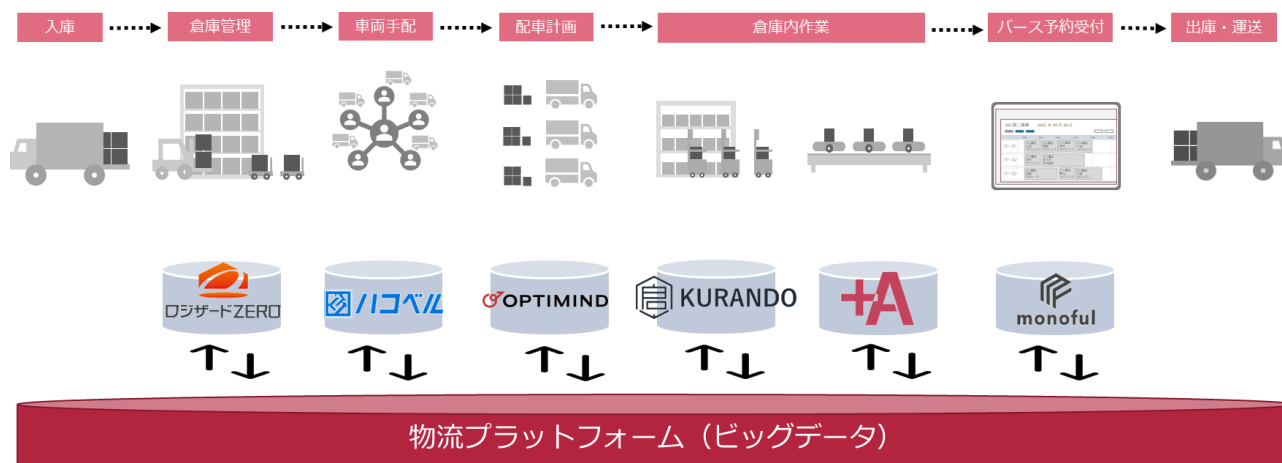 入庫
倉庫管理
車両手配
配車計画
倉庫内作業
バース予約受付
出庫・運送
ロジザードZERO
ハコベル
OPTIMIND
KURANDO
+A
monoful
物流プラットフォーム（ビッグデータ）